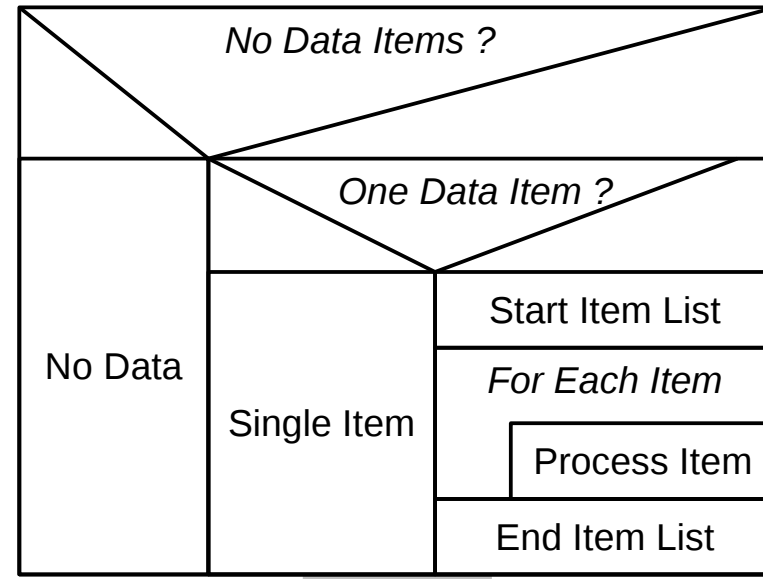 No Data Items ?
One Data Item ?
Start Item List
No Data
For Each Item
Single Item
Process Item
End Item List